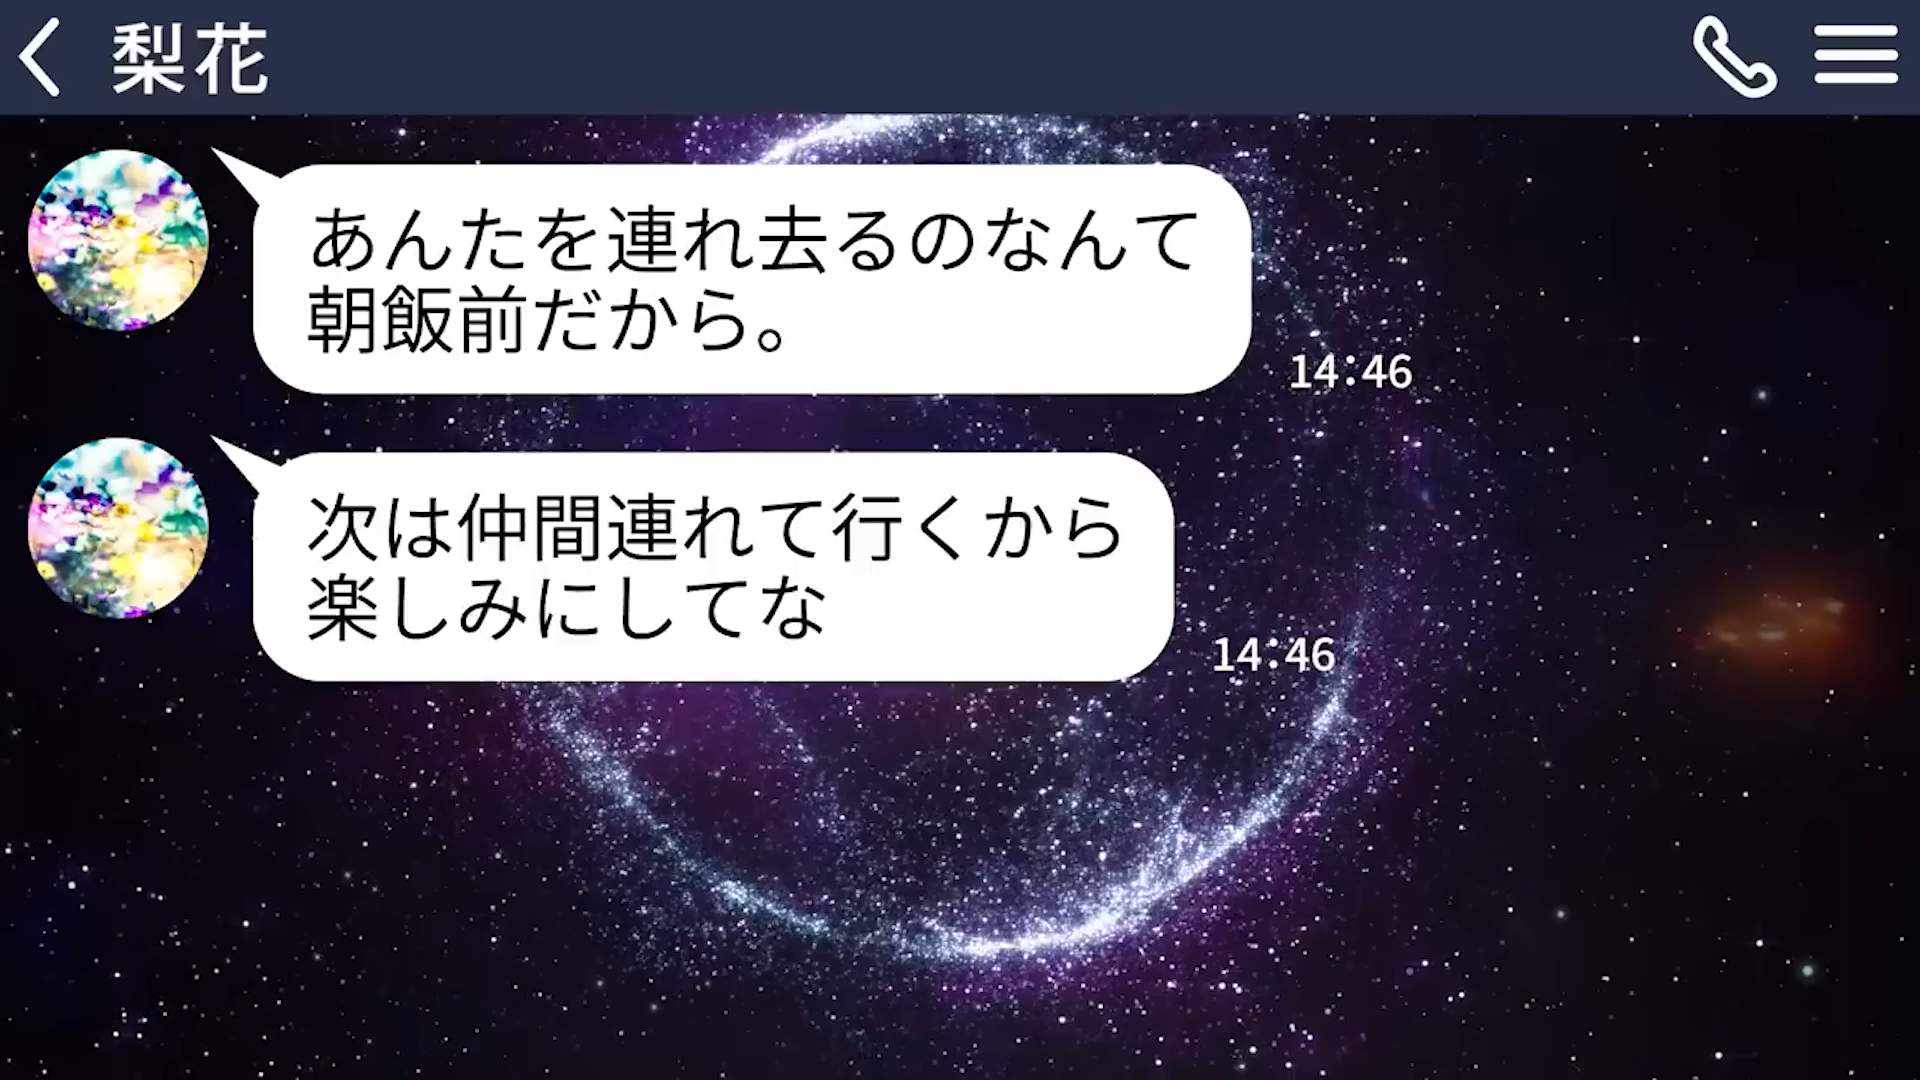 梨花
あんたを連れ去るのなんて
朝飯前だから。
14:46
次は仲間連れて行くから
楽しみにしてな
14:46